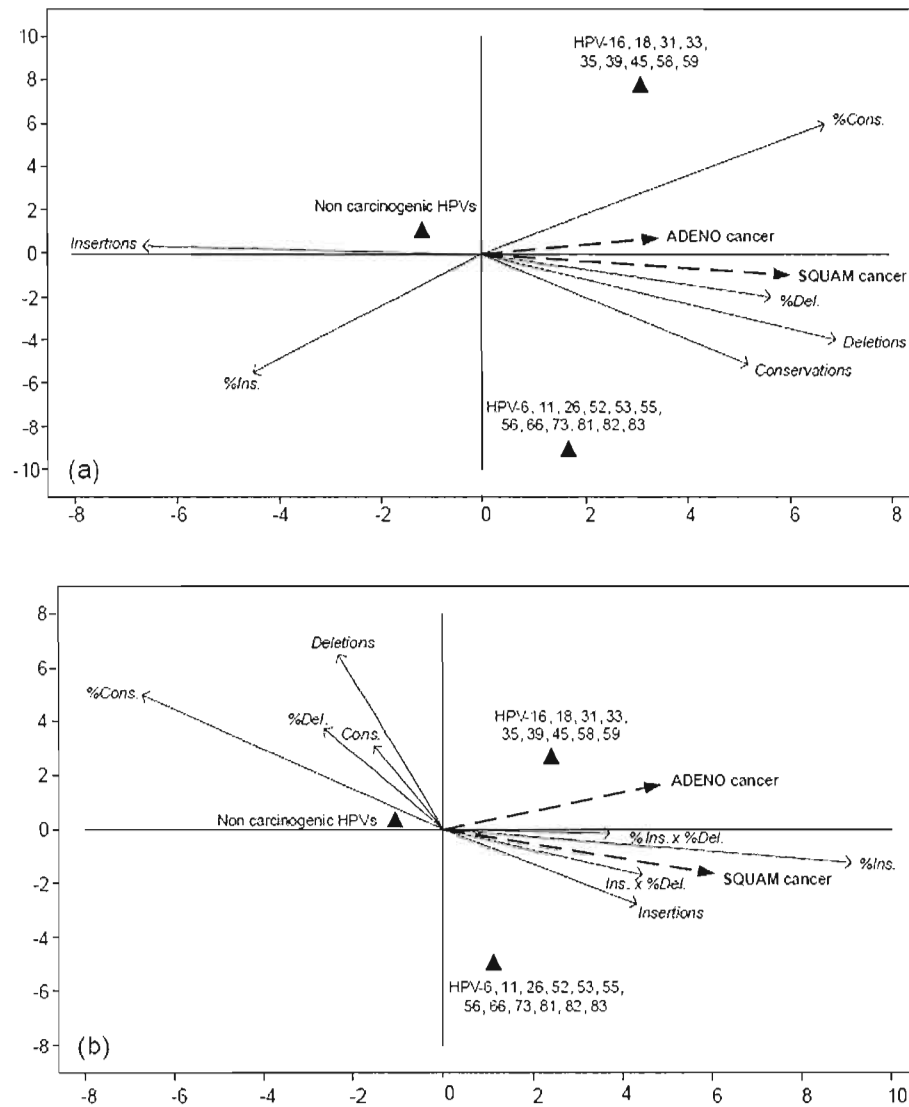 10
8
6
4
2
0
-2
-4
-6
-8
-10
HPV-16, 18, 31, 33,
35, 39, 45, 58, 59
%Cons.
Non carcinogenic HPVs
Insertions
ADENO cancer
SQUAM cancer
%Del.
Deletions
Conservations
%Ins.
HPV-6, 11, 26, 52, 53, 55,
56, 66, 73, 81, 82, 83
(a)
-8 -6 -4 -2 0 2 4 6 8
8
6
4
2
0
-2
-4
-6
-8
Deletions
%Cons.
%Del.
Cons.
HPV-16, 18, 31, 33,
35, 39, 45, 58, 59
ADENO cancer
Non carcinogenic HPVs
%Ins. x %Del.
%Ins.
Ins. x %Del.
SQUAM cancer
Insertions
HPV-6, 11, 26, 52, 53, 55,
56, 66, 73, 81, 82, 83
(b)
-8 -6 -4 -2 0 2 4 6 8 10